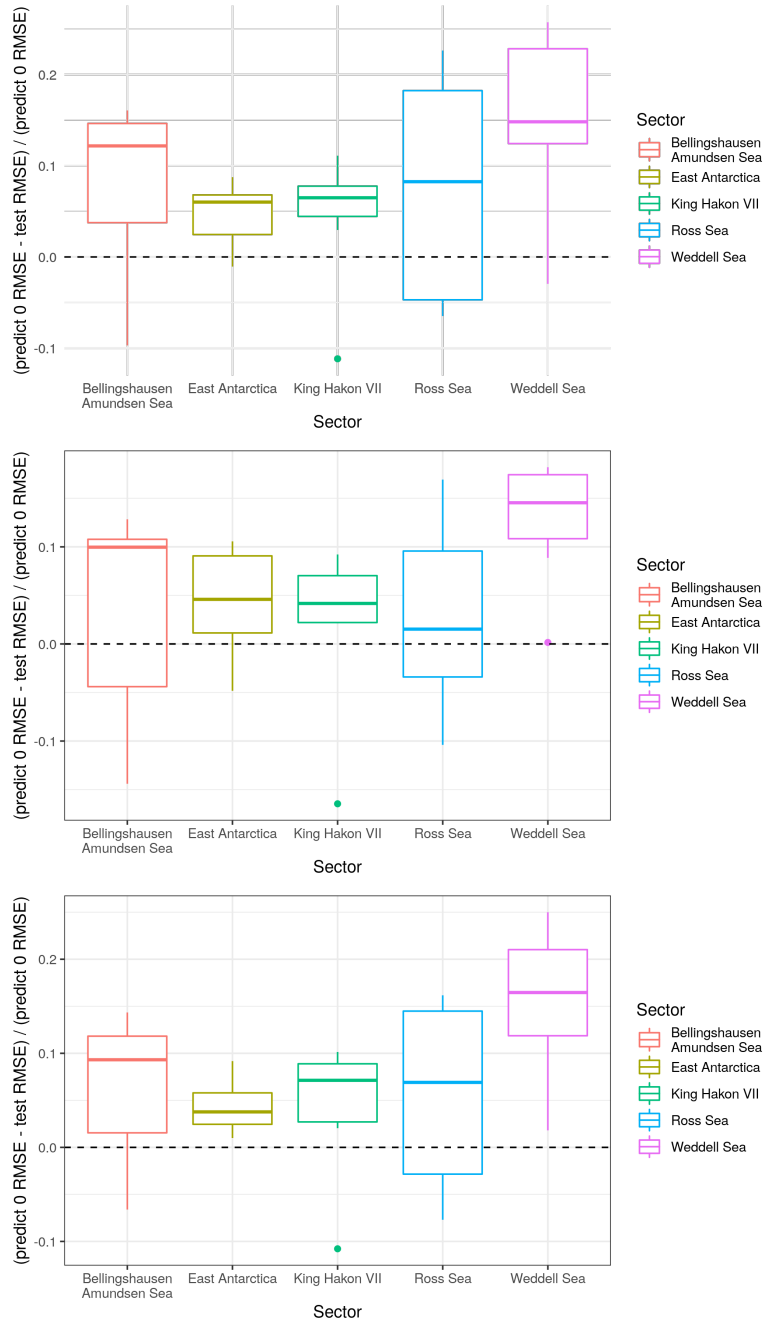 (predict 0 RMSE - test RMSE) / (predict 0 RMSE)
0.2
0.1
0.0
-0.1
Bellingshausen
Amundsen Sea
East Antarctica
King Hakon VII
Ross Sea
Weddell Sea
Sector
Sector
Bellingshausen
Amundsen Sea
East Antarctica
King Hakon VII
Ross Sea
Weddell Sea
(predict 0 RMSE - test RMSE) / (predict 0 RMSE)
0.1
0.0
-0.1
Bellingshausen
Amundsen Sea
East Antarctica
King Hakon VII
Ross Sea
Weddell Sea
Sector
Sector
Bellingshausen
Amundsen Sea
East Antarctica
King Hakon VII
Ross Sea
Weddell Sea
(predict 0 RMSE - test RMSE) / (predict 0 RMSE)
0.2
0.1
0.0
-0.1
Bellingshausen
Amundsen Sea
East Antarctica
King Hakon VII
Ross Sea
Weddell Sea
Sector
Sector
Bellingshausen
Amundsen Sea
East Antarctica
King Hakon VII
Ross Sea
Weddell Sea